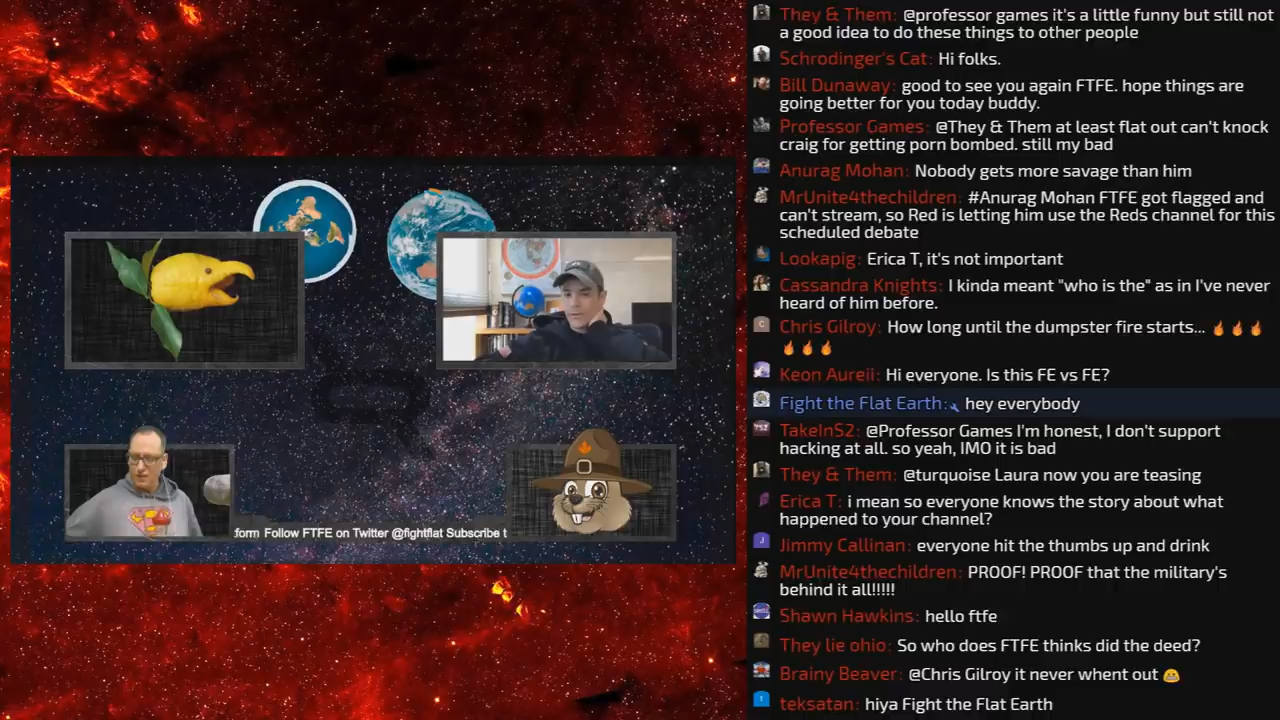 They & Them: @professor games it's a little funny but still not
a good idea to do these things to other people
Schrodinger's Cat: Hi folks.
Bill Dunaway: good to see you again FTFE. hope things are
going better for you today buddy.
Professor Games: @They & Them at least flat out can't knock
craig for getting porn bombed. still my bad
Anurag Mohan: Nobody gets more savage than him
MrUnite4thechildren: #Anurag Mohan FTFE got flagged and
can't stream, so Red is letting him use the Reds channel for this
scheduled debate
Lookapig: Erica T, it's not important
Cassandra Knights: I kinda meant "who is the" as in I've never
heard of him before.
Chris Gilroy: How long until the dumpster fire starts... 🔥🔥🔥
🔥🔥🔥
Keon Aureii: Hi everyone. Is this FE vs FE?
Fight the Flat Earth: hey everybody
TakeInS2: @Professor Games I'm honest, I don't support
hacking at all. so yeah, IMO it is bad
They & Them: @turquoise Laura now you are teasing
Erica T: i mean so everyone knows the story about what
happened to your channel?
Jimmy Callinan: everyone hit the thumbs up and drink
MrUnite4thechildren: PROOF! PROOF that the military's
behind it all!!!!!
Shawn Hawkins: hello ftfe
They lie ohio: So who does FTFE thinks did the deed?
Brainy Beaver: @Chris Gilroy it never whent out 😂
teksatan: hiya Fight the Flat Earth
form Follow FTFE on Twitter @fightflat Subscribe t